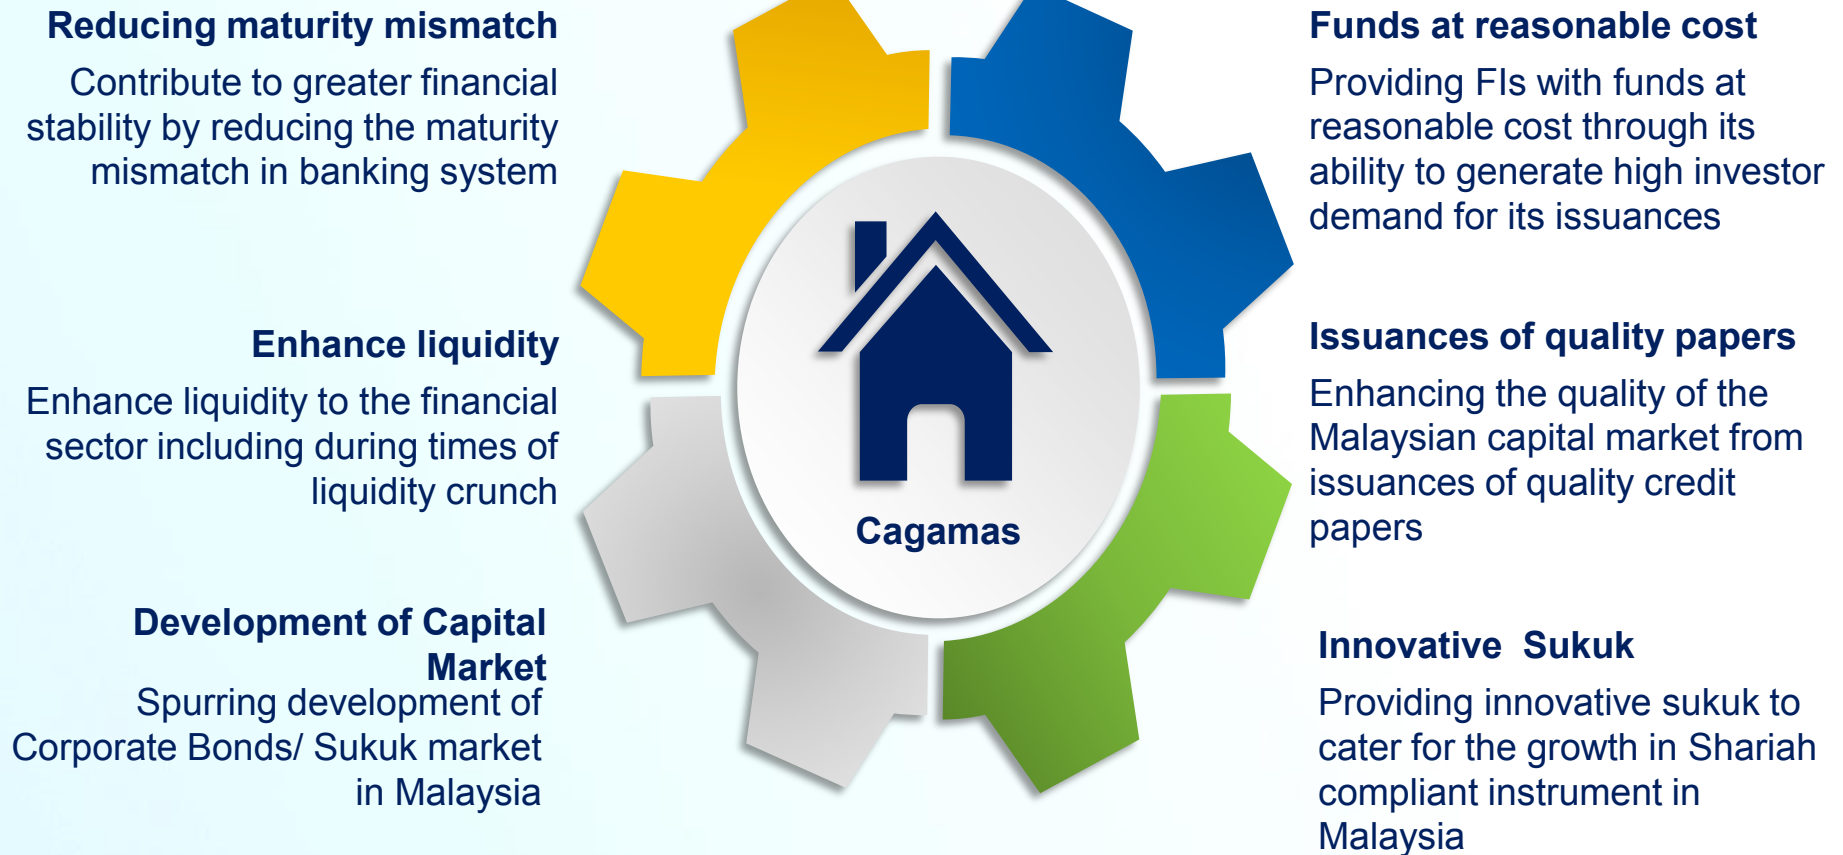 Reducing maturity mismatch
Contribute to greater financial
stability by reducing the maturity
mismatch in banking system
Enhance liquidity
Enhance liquidity to the financial
sector including during times of
liquidity crunch
Development of Capital
Market
Spurring development of
Corporate Bonds/ Sukuk market
in Malaysia
Cagamas
Funds at reasonable cost
Providing FIs with funds at
reasonable cost through its
ability to generate high investor
demand for its issuances
Issuances of quality papers
Enhancing the quality of the
Malaysian capital market from
issuances of quality credit
papers
Innovative  Sukuk
Providing innovative sukuk to
cater for the growth in Shariah
compliant instrument in
Malaysia